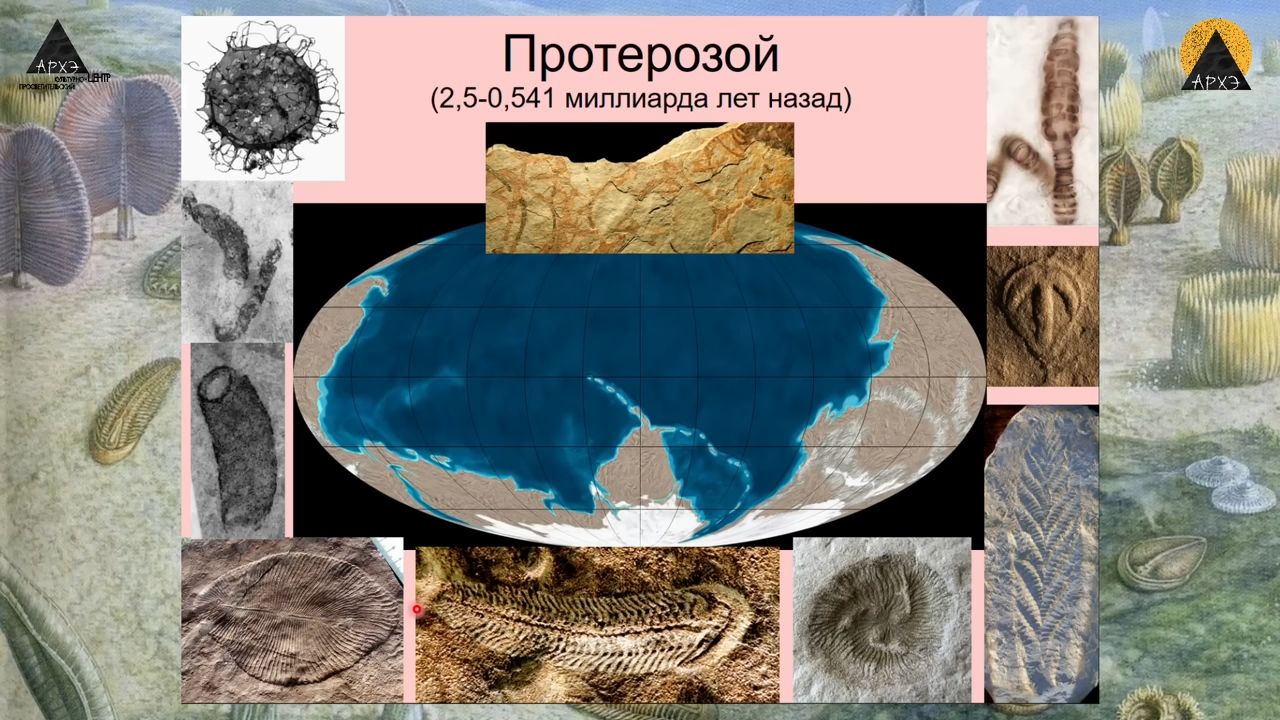 Протерозой
(2,5-0,541 миллиарда лет назад)
АРХЭ
КУЛЬТУРНО-ЦЕНТР
ПРОСВЕТИТЕЛЬСКИЙ
АРХЭ